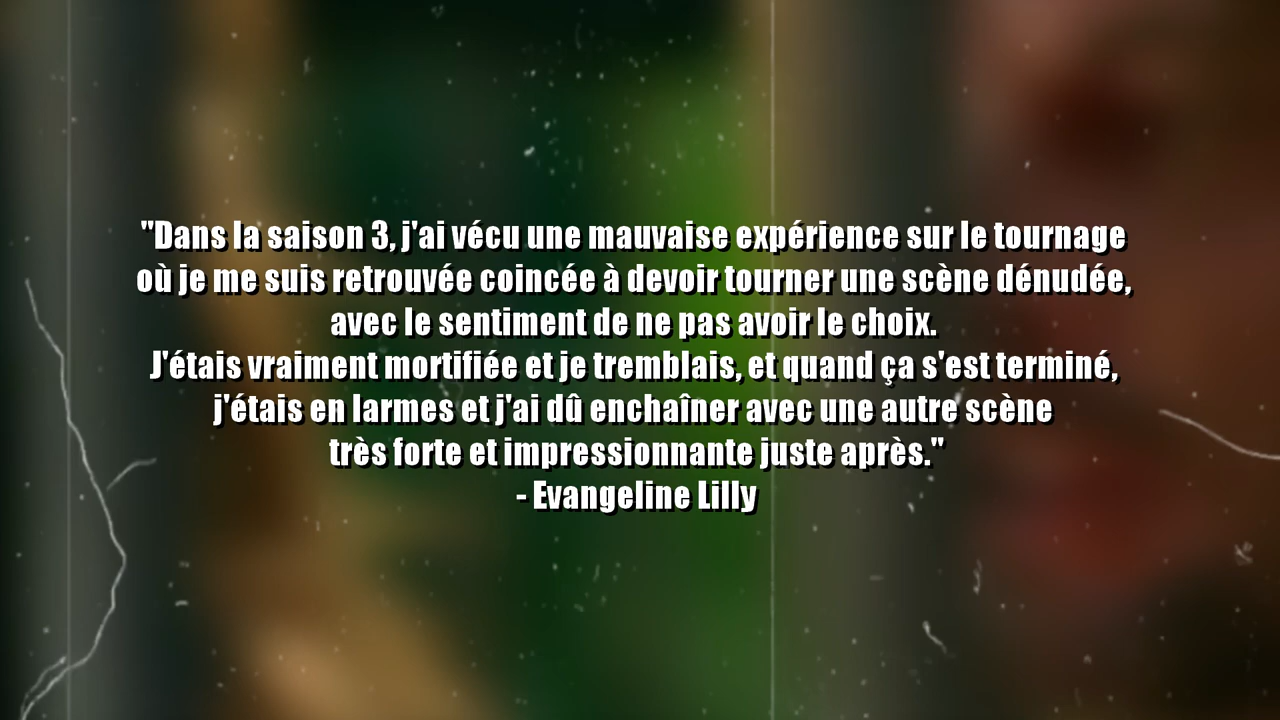 "Dans la saison 3, j'ai vécu une mauvaise expérience sur le tournage
où je me suis retrouvée coincée à devoir tourner une scène dénudée,
avec le sentiment de ne pas avoir le choix.
J'étais vraiment mortifiée et je tremblais, et quand ça s'est terminé,
j'étais en larmes et j'ai dû enchaîner avec une autre scène
très forte et impressionnante juste après."
- Evangeline Lilly